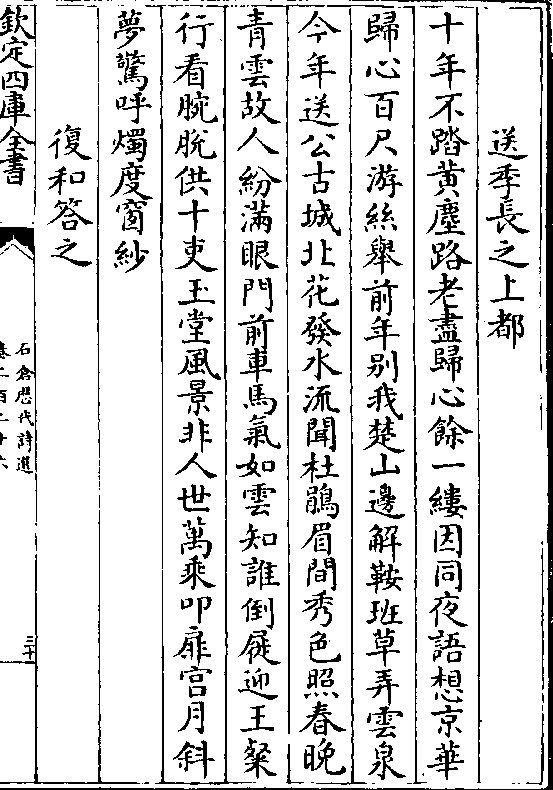 送季長之上都
十年不踏黄塵路老盡歸心餘一縷因同夜語想京華
歸心百尺游絲舉前年别我楚山邊解鞍班草弄雲泉
今年送公古城北花發水流聞杜鵑眉間秀色照春晚
青雲故人紛滿眼門前車馬氣如雲知誰倒屐迎王粲
行看腕脫供十吏玉堂風景非人世萬乘叩扉宫月斜
夢驚呼燭度窗紗
復和答之
欽定四庫全書
石倉歷代詩選
卷二百二十六
三十